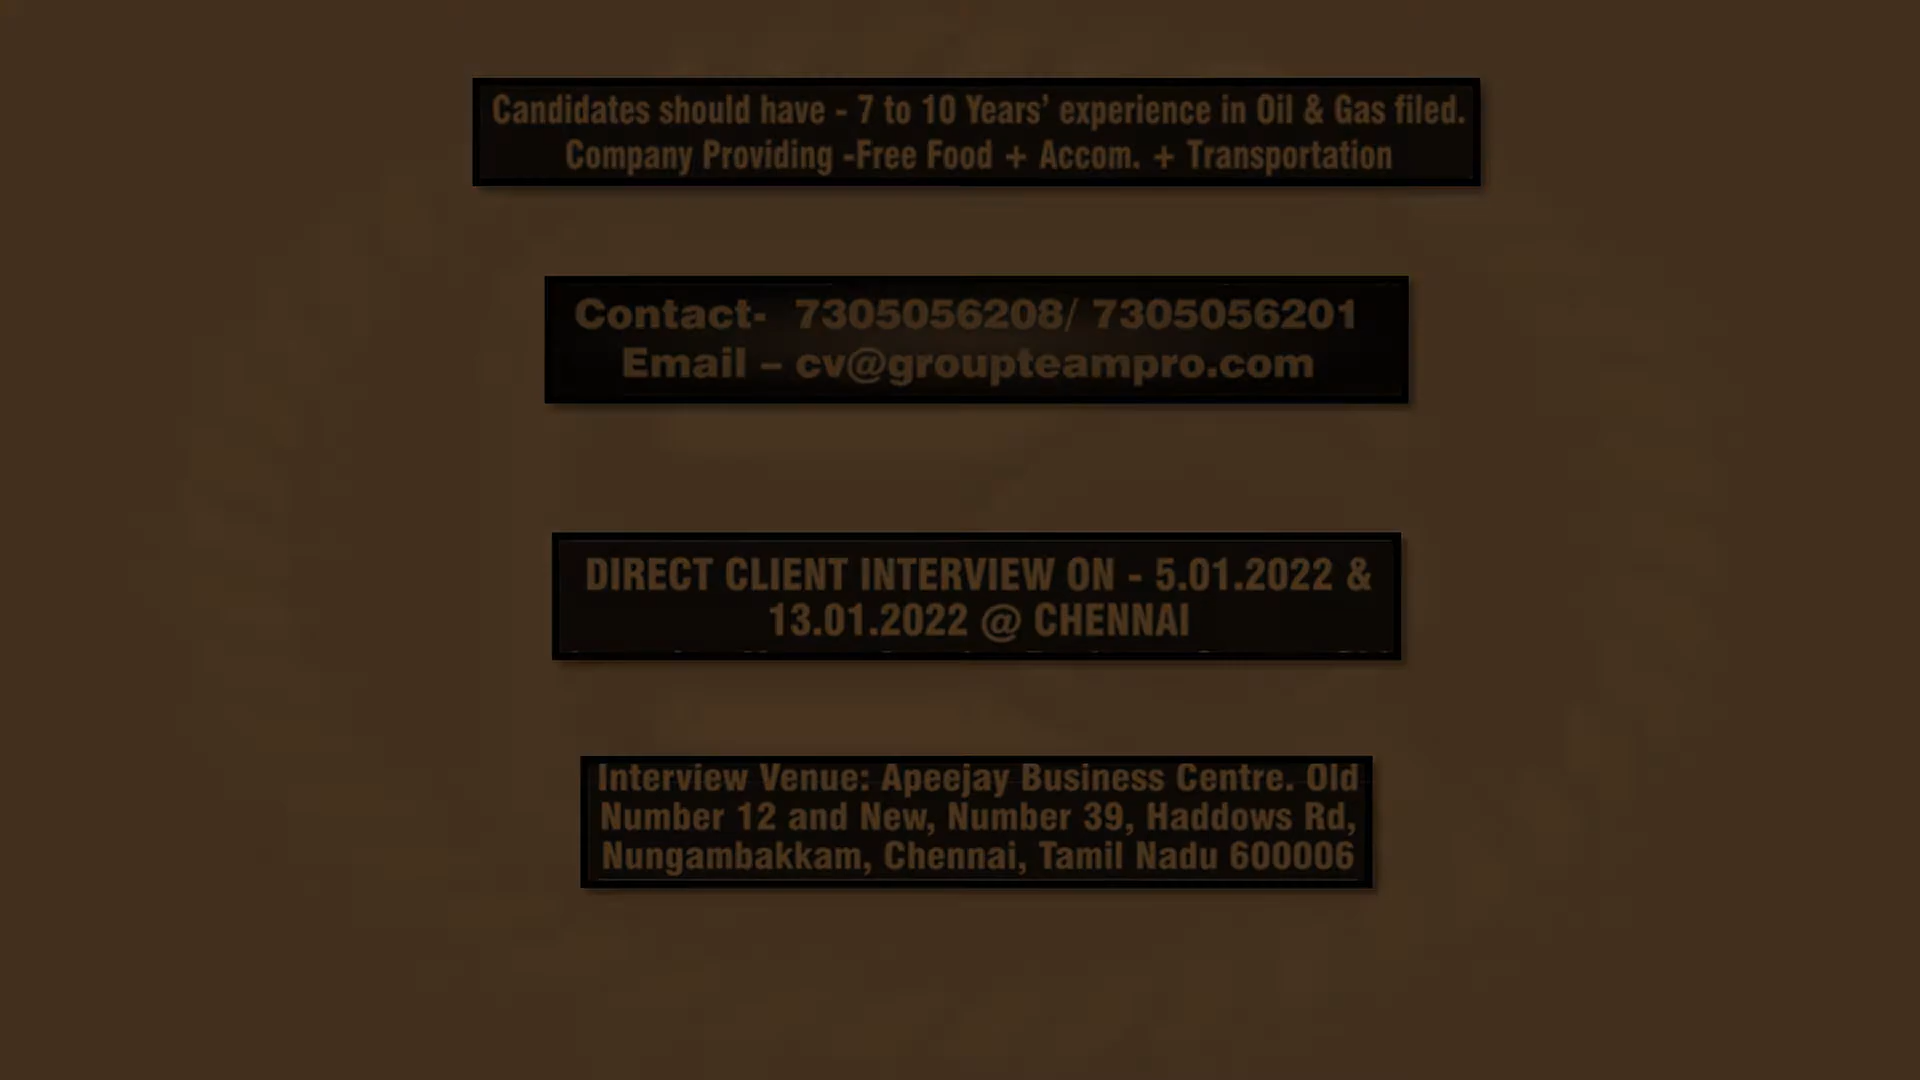 Candidates should have - 7 to 10 Years’ experience in Oil & Gas filed.
Company Providing -Free Food + Accom. + Transportation
Contact- 7305056208/ 7305056201
Email – cv@groupteampro.com
DIRECT CLIENT INTERVIEW ON - 5.01.2022 &
13.01.2022 @ CHENNAI
Interview Venue: Apeejay Business Centre. Old
Number 12 and New, Number 39, Haddows Rd,
Nungambakkam, Chennai, Tamil Nadu 600006